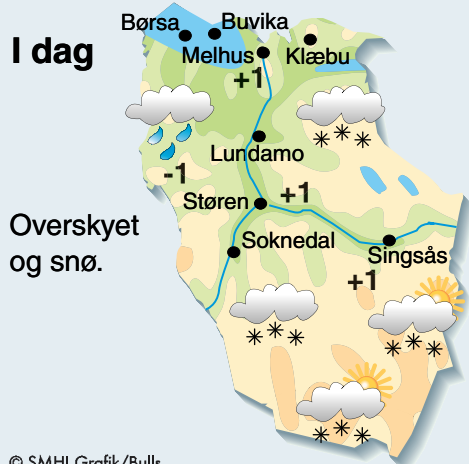 I dag
Børsa
Buvika
Melhus
Klæbu
+1
Lundamo
-1
Støren
+1
Overskyet
og snø.
Soknedal
Singsås
+1
© SMHI Grafik/Bulls